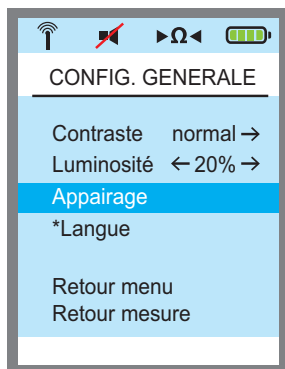 ►Ω◄
CONFIG. GENERALE
Contraste normal →
Luminosité ← 20% →
Appairage
*Langue
Retour menu
Retour mesure